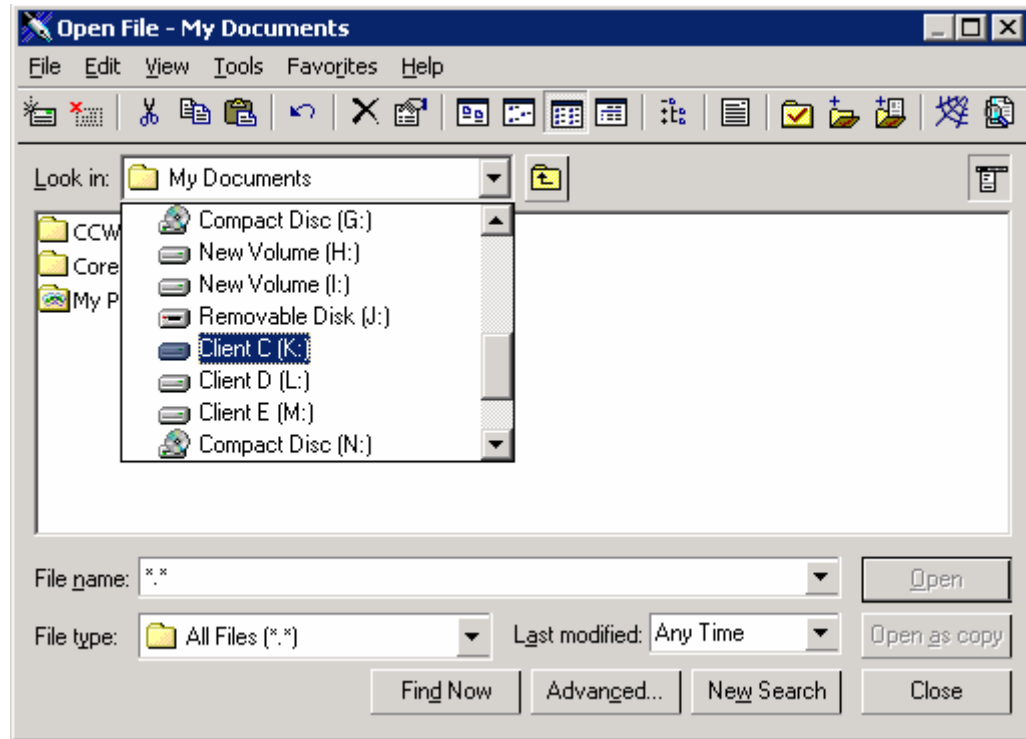 Open File - My Documents
File Edit View Tools Favorites Help
Look in: My Documents
CCW
Core
My P
Compact Disc (G:)
New Volume (H:)
New Volume (I:)
Removable Disk (J:)
Client C (K:)
Client D (L:)
Client E (M:)
Compact Disc (N:)
File name: *.*
Open
File type: All Files (*.*) Last modified: Any Time Open as copy
Find Now Advanced... New Search Close